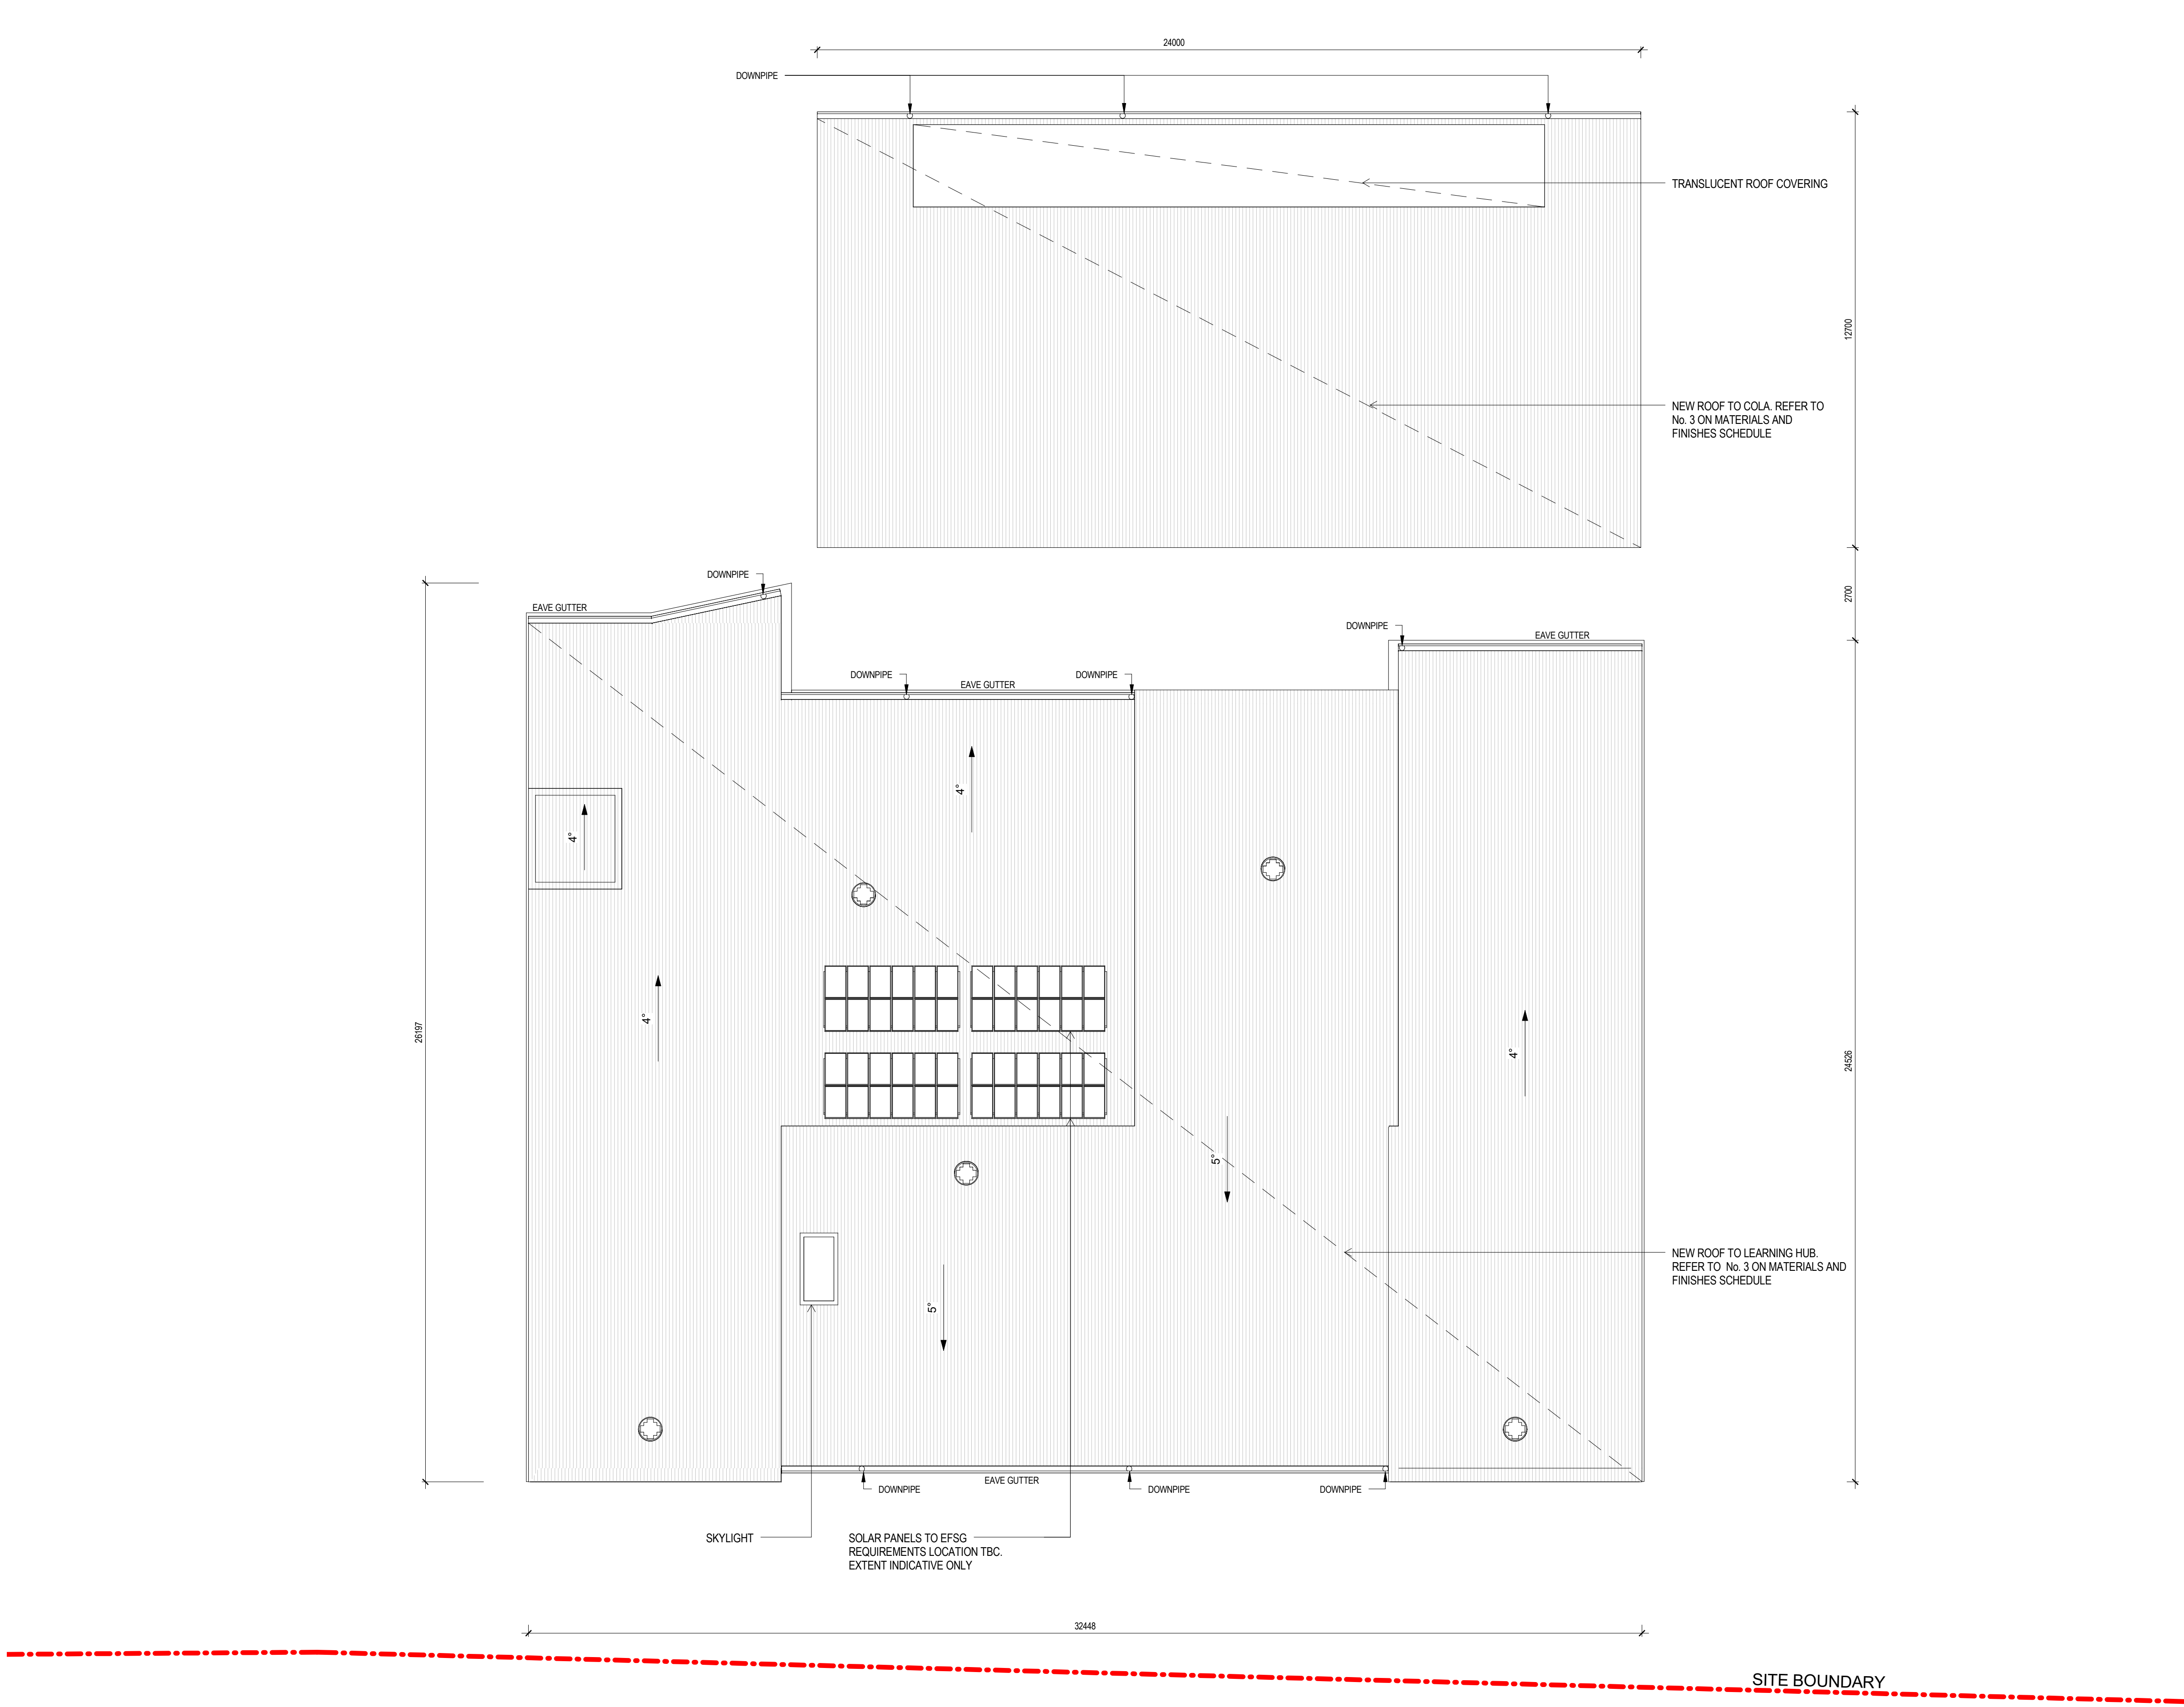 24000
DOWNPIPE
TRANSLUCENT ROOF COVERING
12700
NEW ROOF TO COLA. REFER TO
No. 3 ON MATERIALS AND
FINISHES SCHEDULE
DOWNPIPE
2700
EAVE GUTTER
DOWNPIPE
EAVE GUTTER
DOWNPIPE
DOWNPIPE
EAVE GUTTER
4°
4°
4°
26197
4°
24526
5°
NEW ROOF TO LEARNING HUB.
REFER TO No. 3 ON MATERIALS AND
FINISHES SCHEDULE
5°
EAVE GUTTER
DOWNPIPE
DOWNPIPE
DOWNPIPE
SKYLIGHT
SOLAR PANELS TO EFSG
REQUIREMENTS LOCATION TBC.
EXTENT INDICATIVE ONLY
32448
SITE BOUNDARY